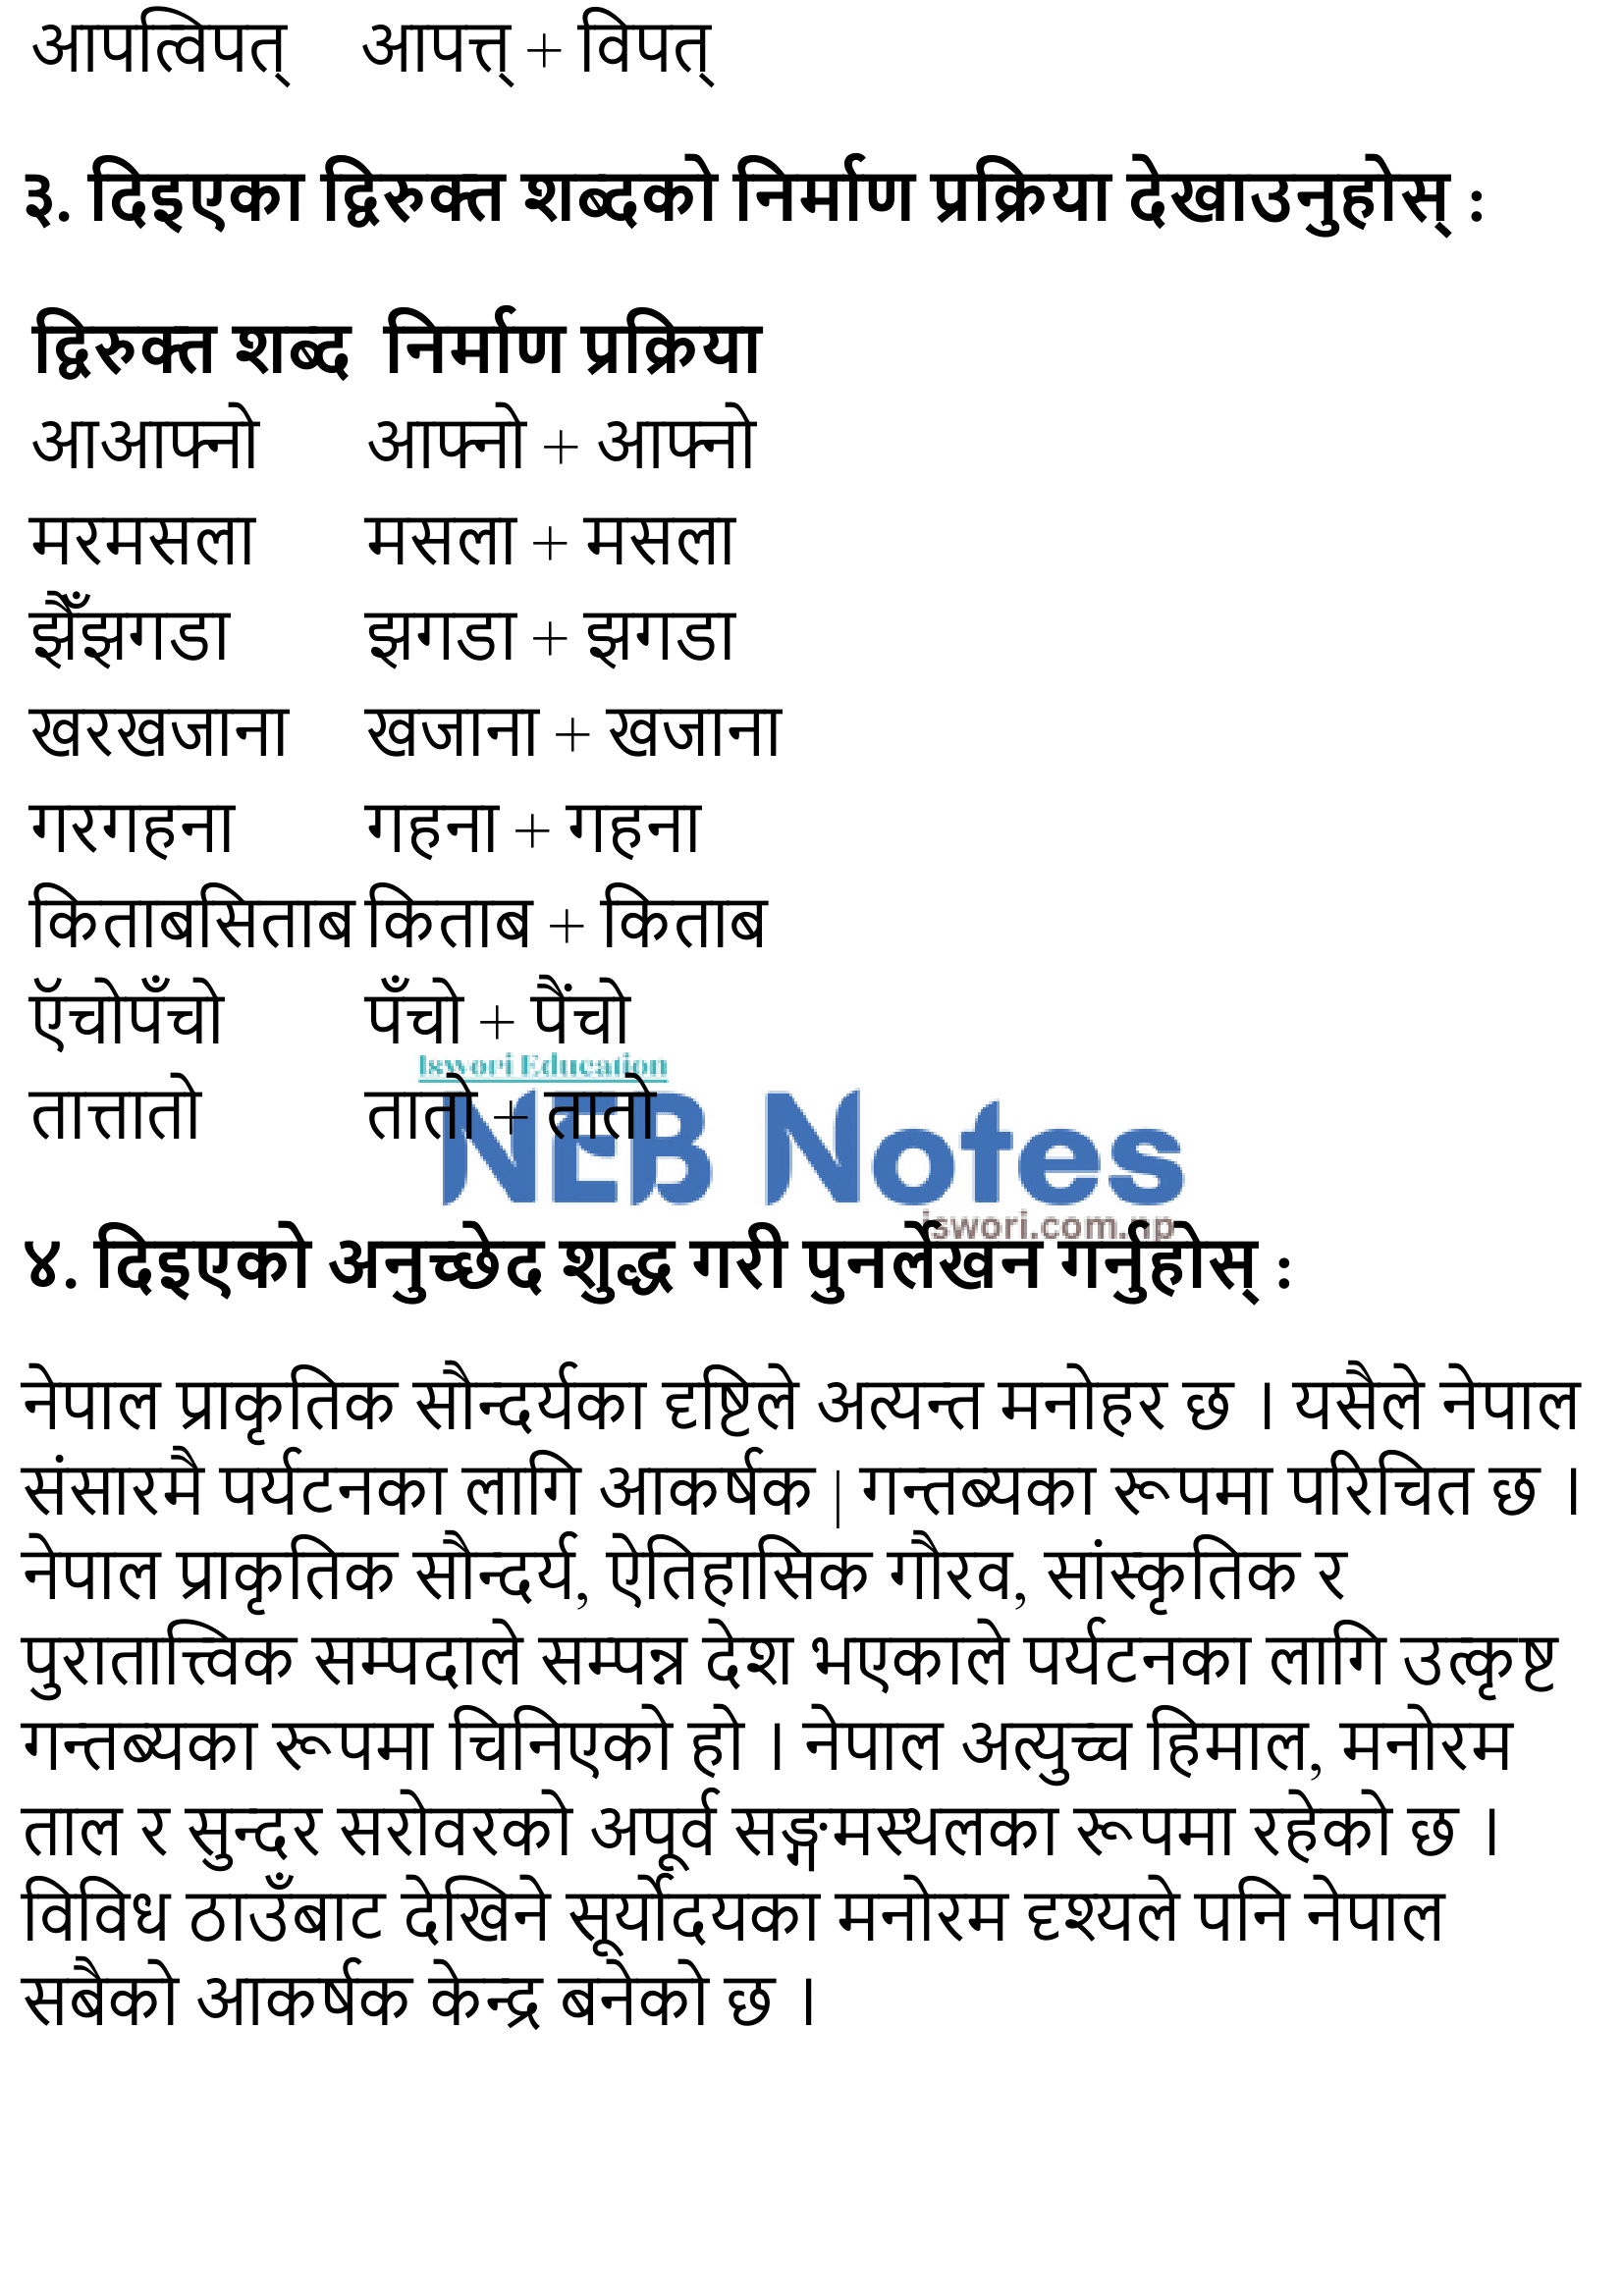 आपत्विपत् आपत्त् + विपत्
३. दिइएका द्विरुक्त शब्दको निर्माण प्रक्रिया देखाउनुहोस् :
द्विरुक्त शब्द निर्माण प्रक्रिया
आआफ्नो आफ्नो + आफ्नो
मरमसला मसला + मसला
झैँझगडा झगडा + झगडा
खरखजाना खजाना + खजाना
गरगहना गहना + गहना
किताबसिताब किताब + किताब
ऍचोपँचो पँचो + पैंचो
Iswori Education
तात्तातो तातो + तातो
NEB Notes
iswori.com.np
४. दिइएको अनुच्छेद शुद्ध गरी पुनर्लेखन गर्नुहोस् :
नेपाल प्राकृतिक सौन्दर्यका दृष्टिले अत्यन्त मनोहर छ । यसैले नेपाल
संसारमै पर्यटनका लागि आकर्षक | गन्तब्यका रूपमा परिचित छ ।
नेपाल प्राकृतिक सौन्दर्य, ऐतिहासिक गौरव, सांस्कृतिक र
पुरातात्त्विक सम्पदाले सम्पन्न देश भएकाले पर्यटनका लागि उत्कृष्ट
गन्तब्यका रूपमा चिनिएको हो । नेपाल अत्युच्च हिमाल, मनोरम
ताल र सुन्दर सरोवरको अपूर्व सङ्गमस्थलका रूपमा रहेको छ ।
विविध ठाउँबाट देखिने सूर्योदयका मनोरम दृश्यले पनि नेपाल
सबैको आकर्षक केन्द्र बनेको छ ।